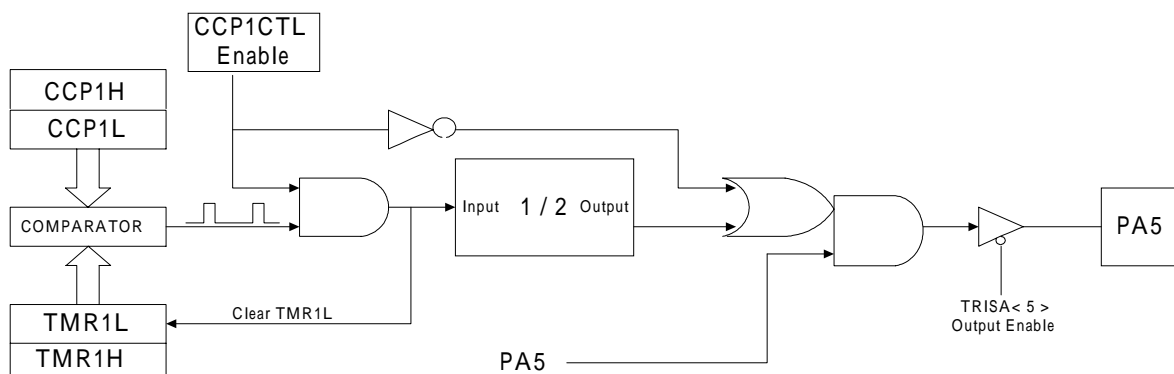 CCP1CTL
Enable
CCP1H
CCP1L
COMPARATOR
TMR1L
TMR1H
Input 1 / 2 Output
Clear TMR1L
PA5
TRISA< 5 >
Output Enable
PA5